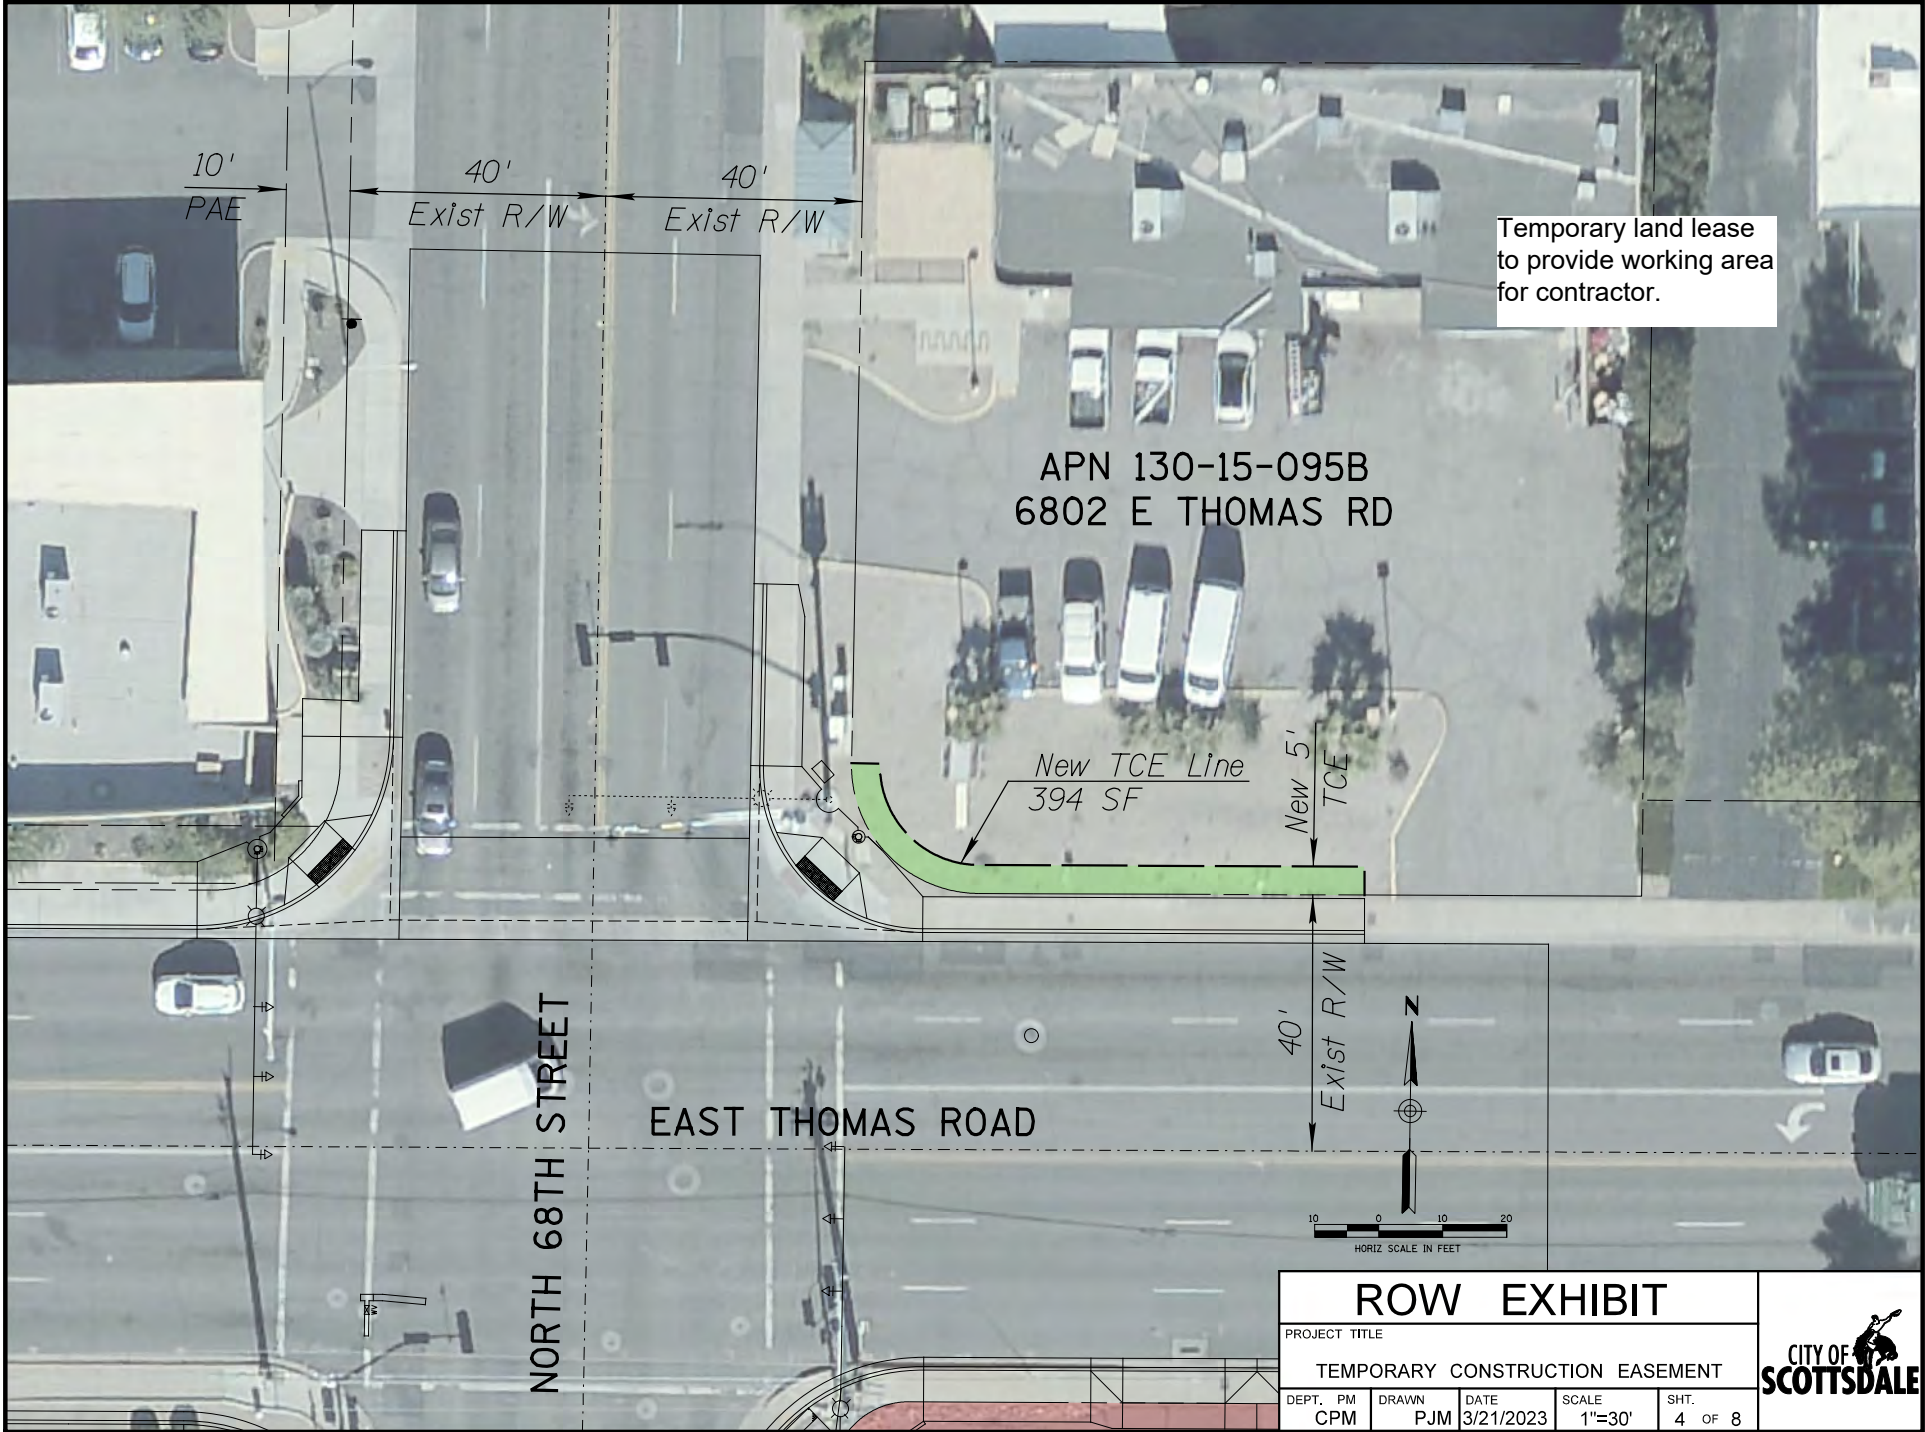 10'
PAE
40'
Exist R/W
40'
Exist R/W
Temporary land lease
to provide working area
for contractor.
APN 130-15-095B
6802 E THOMAS RD
New TCE Line
394 SF
New 5'
TCE
40'
Exist R/W
N
NORTH 68TH STREET
EAST THOMAS ROAD
10 0 10 20
HORIZ SCALE IN FEET
ROW EXHIBIT
PROJECT TITLE
TEMPORARY CONSTRUCTION EASEMENT
DEPT. PM
CPM
DRAWN
PJM
DATE
3/21/2023
SCALE
1"=30'
SHT.
4 OF 8
CITY OF
SCOTTSDALE